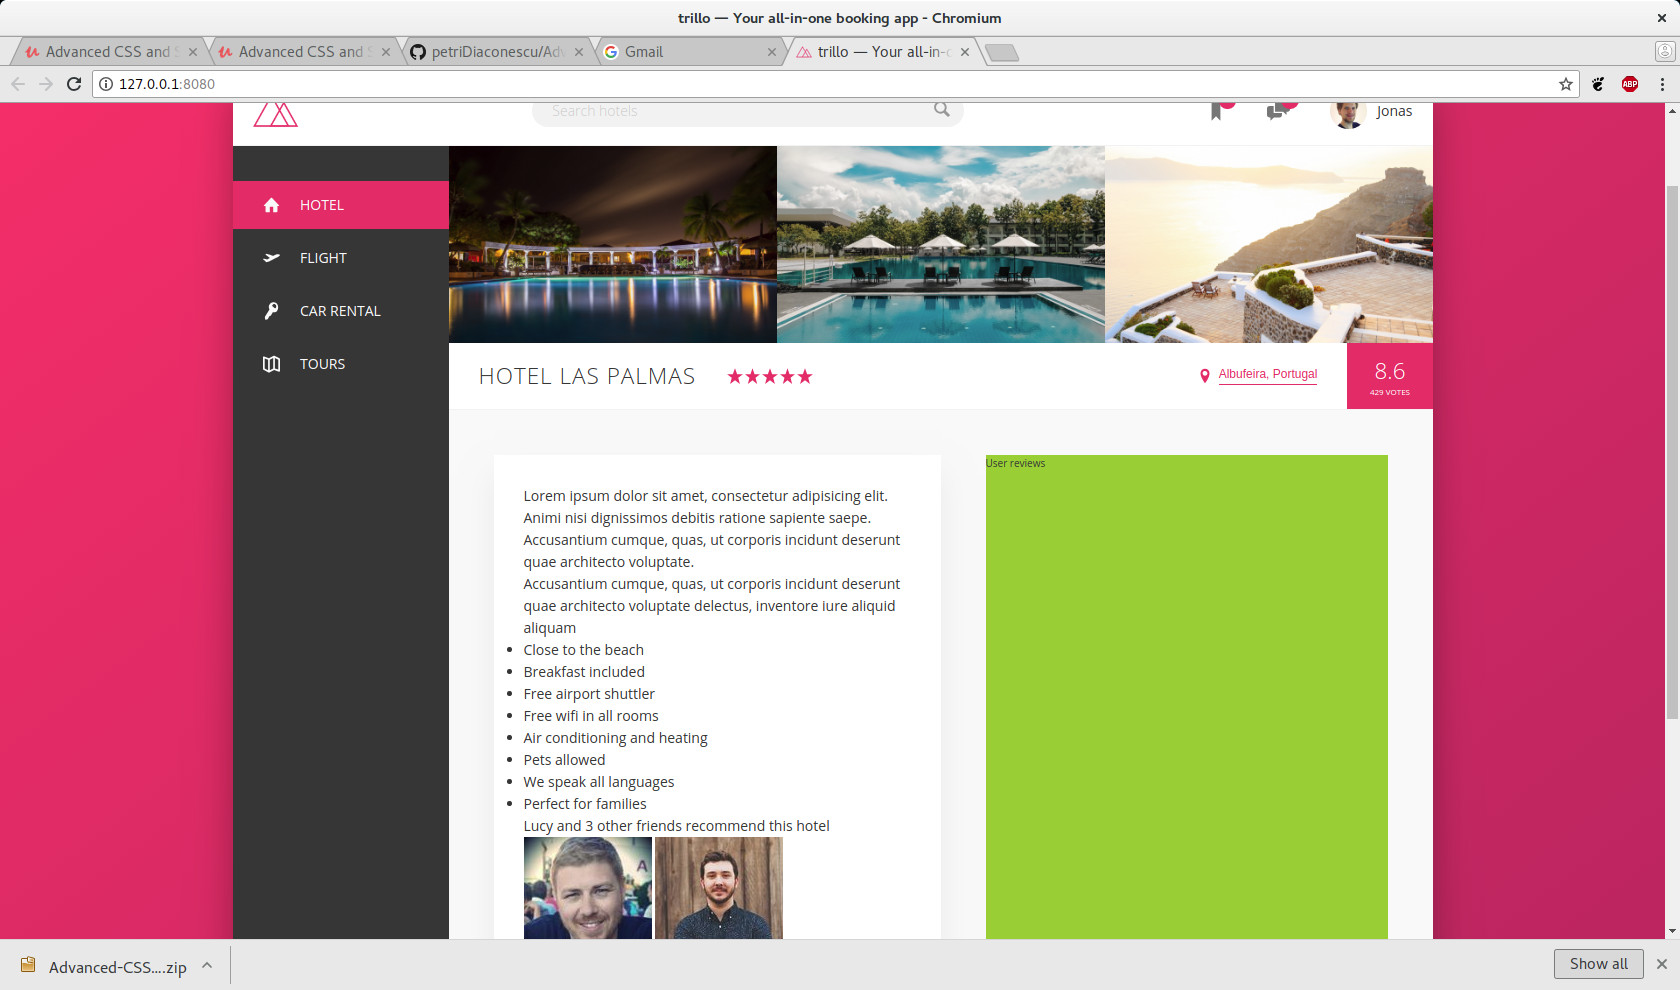 trillo — Your all-in-one booking app - Chromium
Advanced CSS and S
Advanced CSS and S
petriDiaconescu/Adv
Gmail
trillo — Your all-in-o
127.0.0.1:8080
ABP
Search hotels
Jonas
HOTEL
FLIGHT
CAR RENTAL
TOURS
HOTEL LAS PALMAS
Albufeira, Portugal
8.6
429 VOTES
Lorem ipsum dolor sit amet, consectetur adipisicing elit.
Animi nisi dignissimos debitis ratione sapiente saepe.
Accusantium cumque, quas, ut corporis incidunt deserunt
quae architecto voluptate.
Accusantium cumque, quas, ut corporis incidunt deserunt
quae architecto voluptate delectus, inventore iure aliquid
aliquam
Close to the beach
Breakfast included
Free airport shuttler
Free wifi in all rooms
Air conditioning and heating
Pets allowed
We speak all languages
Perfect for families
Lucy and 3 other friends recommend this hotel
User reviews
Advanced-CSS....zip
Show all